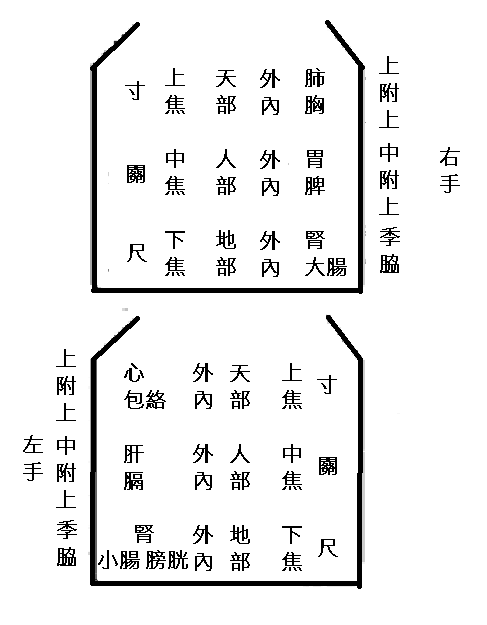 寸 上焦 天部 外內 肺胸
關 中焦 人部 外內 胃脾
尺 下焦 地部 外內 腎大腸
上附上 中附上 季脇
右手
心包絡 外內 天部 上焦 寸
肝膈 外內 人部 中焦 關
腎小腸膀胱 外內 地部 下焦 尺
上附上 中附上 季脇
左手